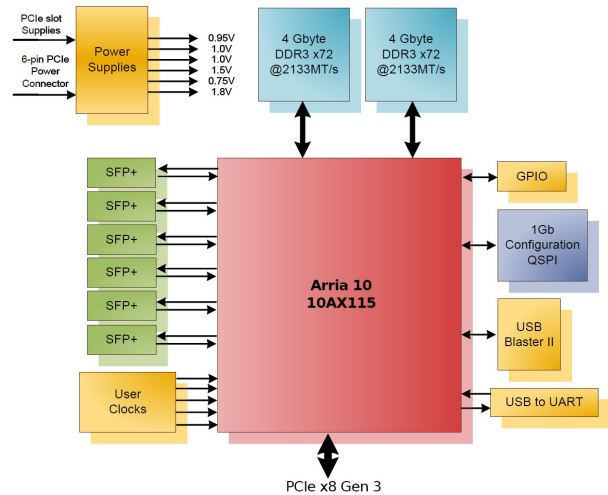 PCIe slot
Supplies
6-pin PCIe
Power
Connector
Power
Supplies
0.95V
1.0V
1.0V
1.5V
0.75V
1.8V
4 Gbyte
DDR3 x72
@2133MT/s
4 Gbyte
DDR3 x72
@2133MT/s
SFP+
SFP+
SFP+
SFP+
SFP+
SFP+
User
Clocks
Arria 10
10AX115
GPIO
1Gb
Configuration
QSPI
USB
Blaster II
USB to UART
PCIe x8 Gen 3